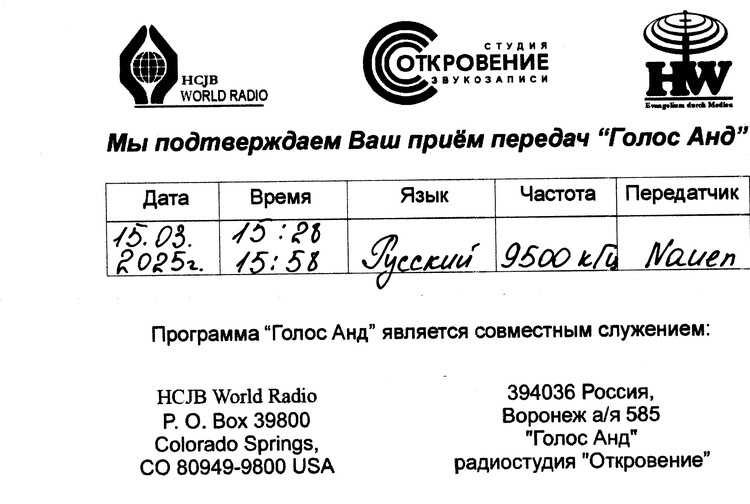 HCJB
WORLD RADIO
СТУДИЯ
ОТКРОВЕНИЕ
ЗВУКОЗАПИСИ
HW
Evangelium durch Medien
Мы подтверждаем Ваш приём передач “Голос Анд”
Дата Время Язык Частота Передатчик
15.03. 2025г. 15:28 15:58 Русский 9500 кГц Nauen
Программа “Голос Анд” является совместным служением:
HCJB World Radio
P. O. Box 39800
Colorado Springs,
CO 80949-9800 USA
394036 Россия,
Воронеж а/я 585
"Голос Анд"
радиостудия "Откровение”